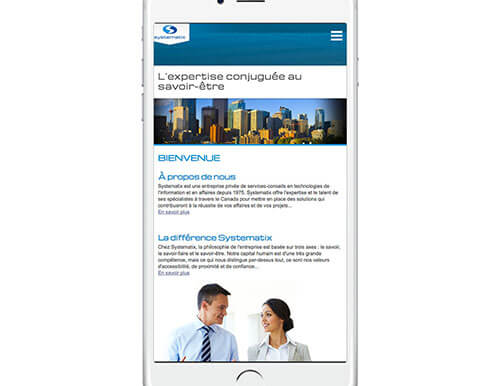 systematix
L'expertise conjuguée au
savoir-être
BIENVENUE
À propos de nous
Systematix est une entreprise privée de services-conseils en technologies de
l'information et en affaires depuis 1975. Systematix offre l'expertise et le talent de
ses spécialistes à travers le Canada pour mettre en place des solutions qui
contribueront à la réussite de vos affaires et de vos projets...
En savoir plus
La différence Systematix
Chez Systematix, la philosophie de l'entreprise est basée sur trois axes : le savoir,
le savoir-faire et le savoir-être. Notre capital humain est d'une très grande
compétence, mais ce qui nous distingue par-dessus tout, ce sont nos valeurs
d'accessibilité, de proximité et de confiance...
En savoir plus